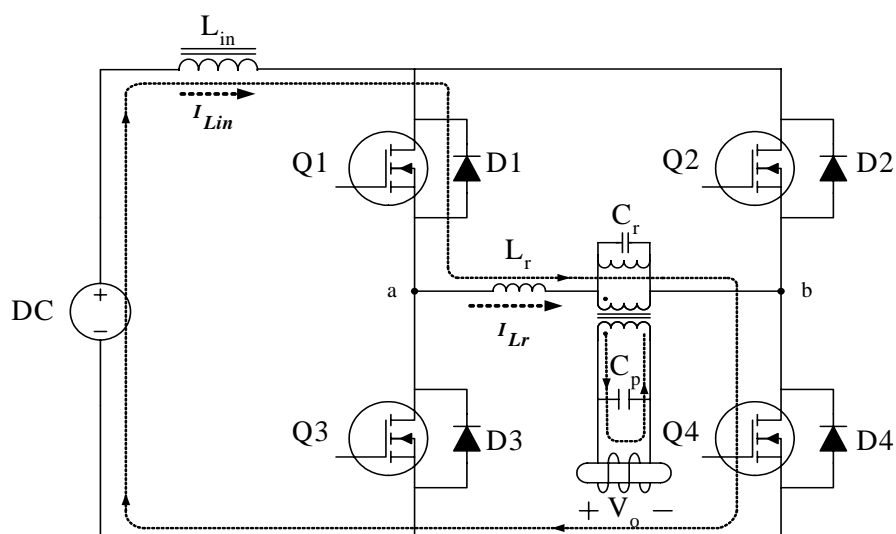 L_in
I_Lin
Q1 D1 Q2 D2
C_r
L_r
a b
DC + −
I_Lr
C_p
Q3 D3 Q4 D4
+ V_o −